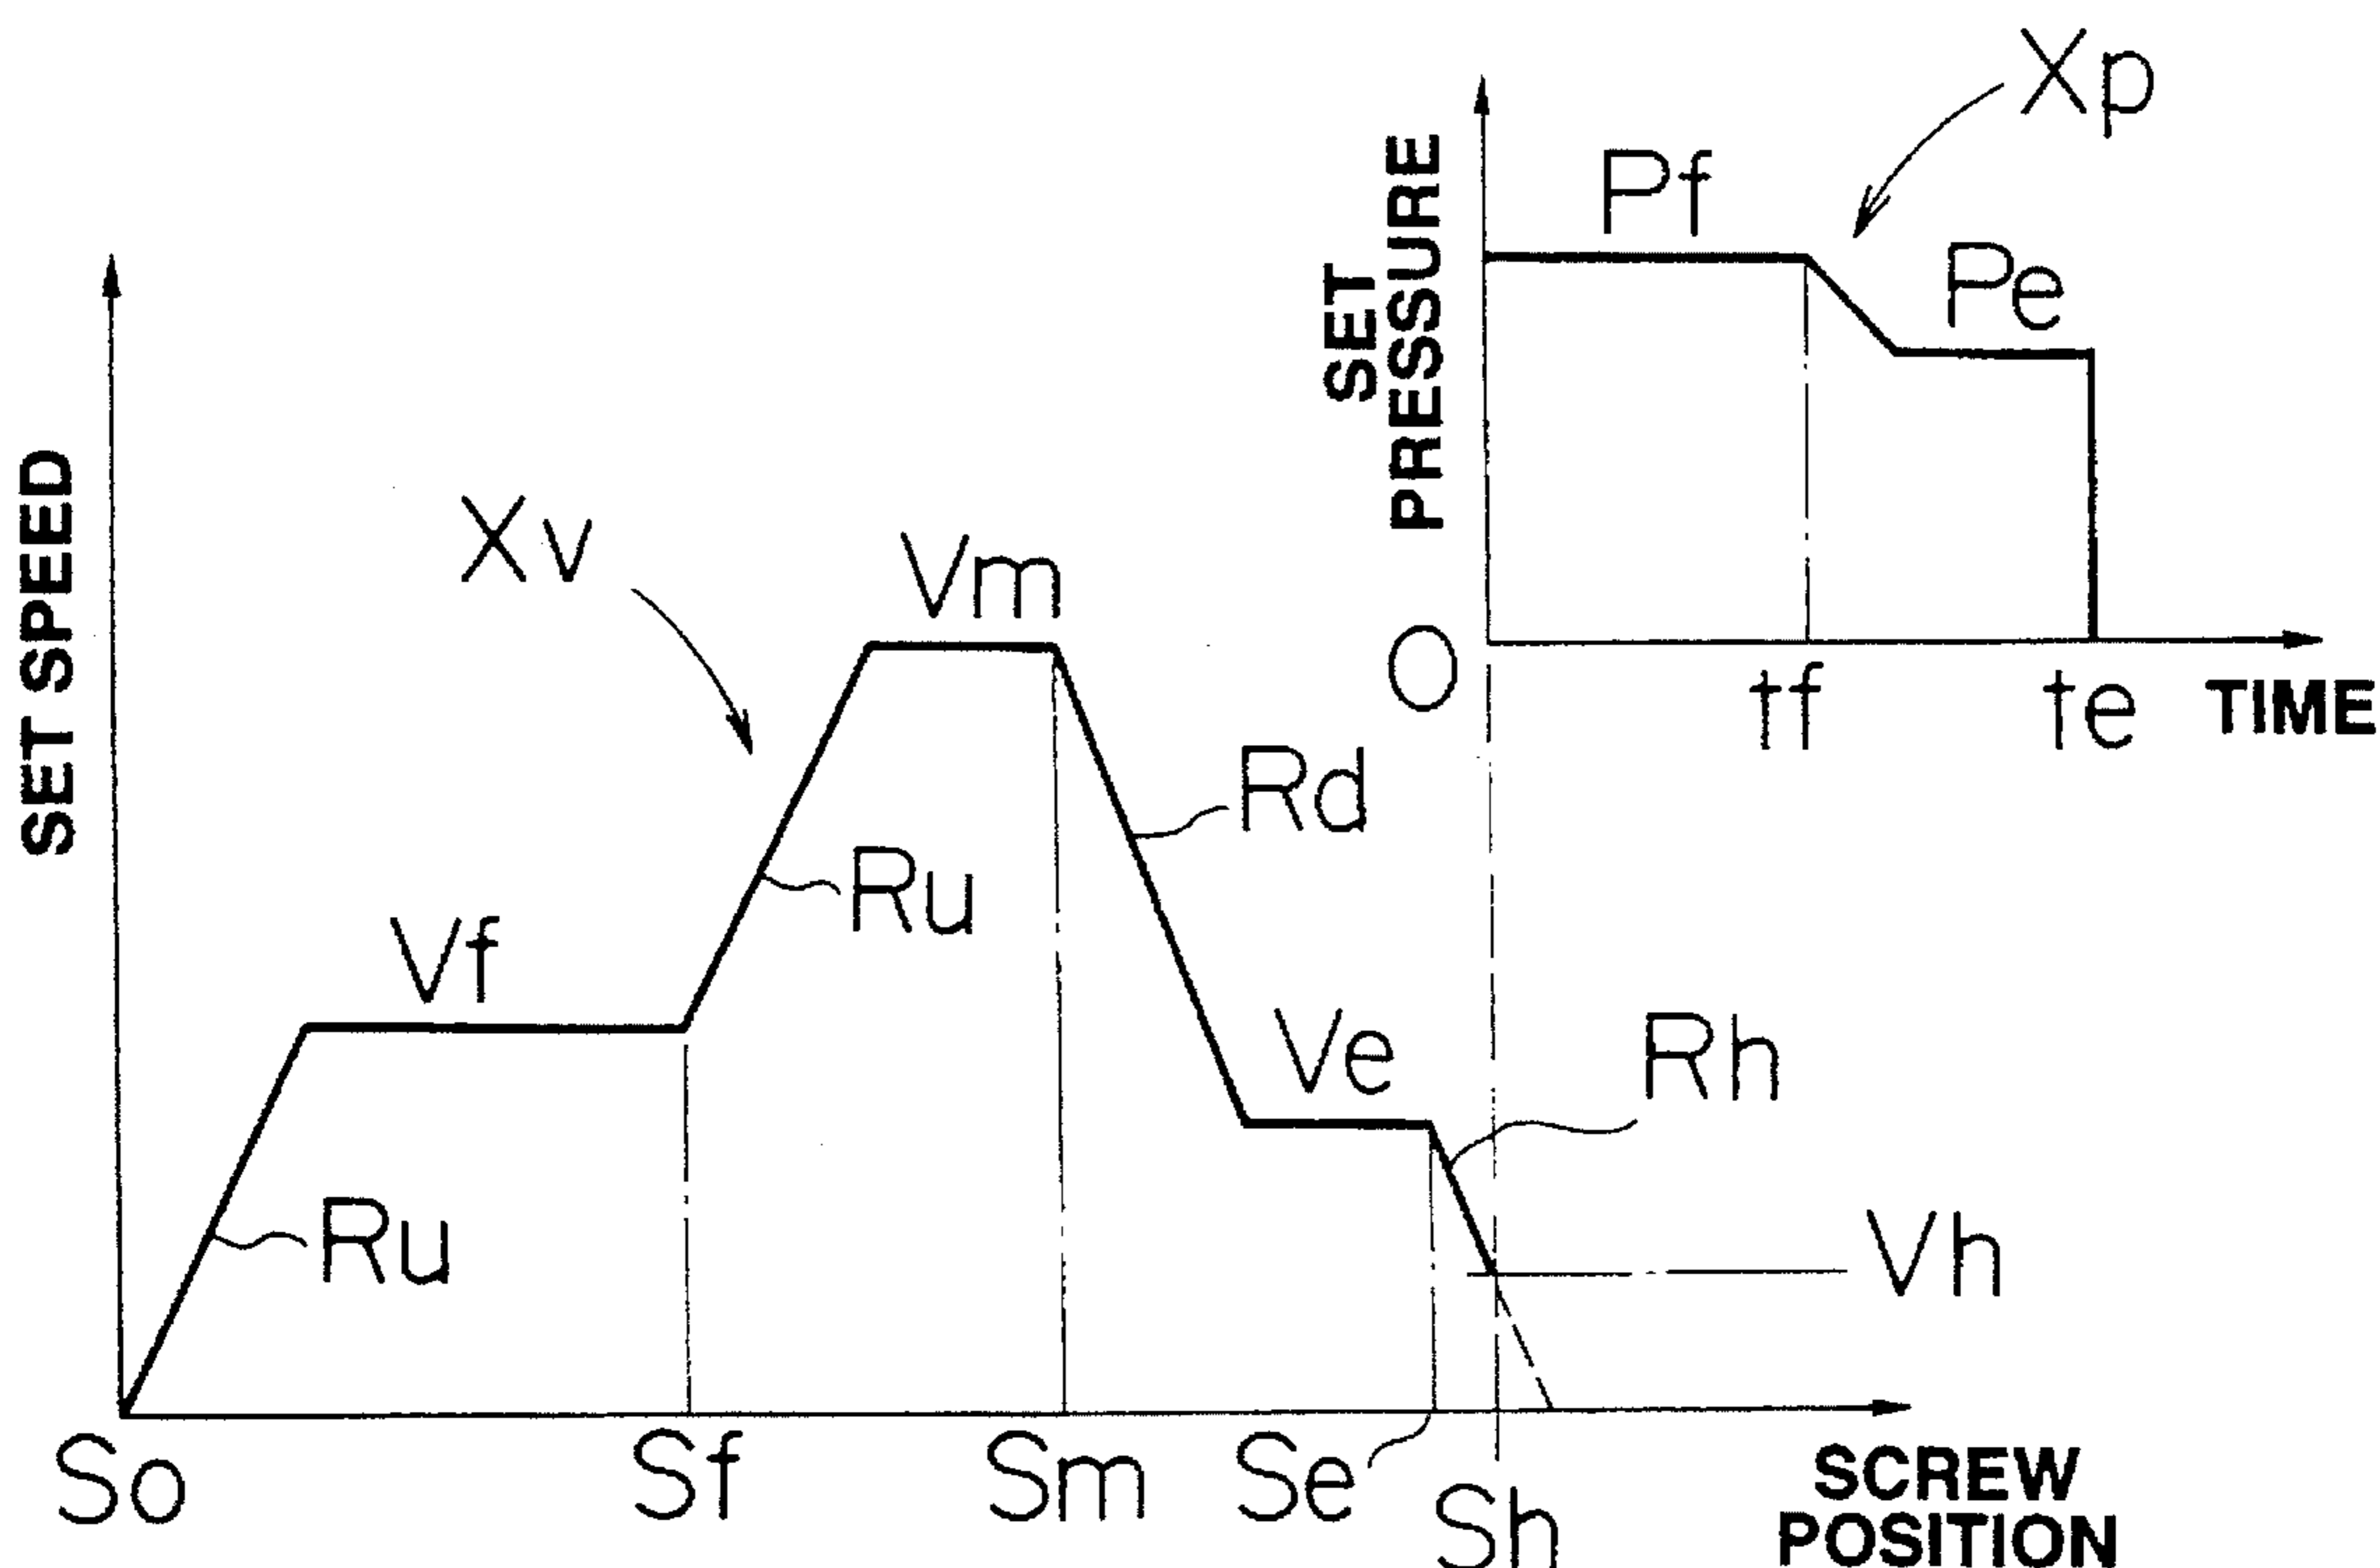 Xp
SET
PRESSURE
Pf
Pe
O
tf
te
TIME
SET SPEED
Xv
Vm
Rd
Ru
Vf
Ve
Rh
Ru
Vh
So
Sf
Sm
Se
Sh
SCREW
POSITION